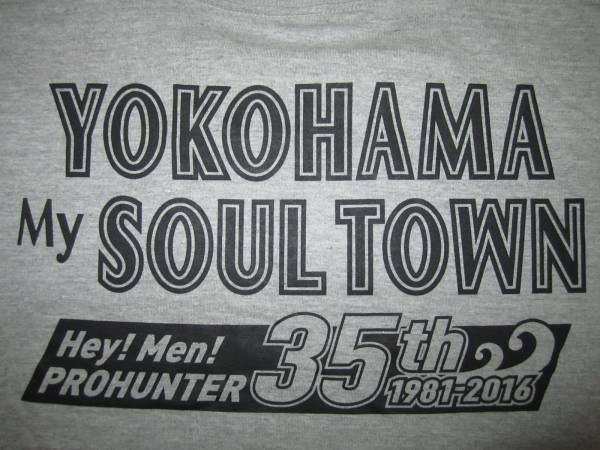 YOKOHAMA
My SOUL TOWN
Hey! Men!
PROHUNTER
35th
1981-2016